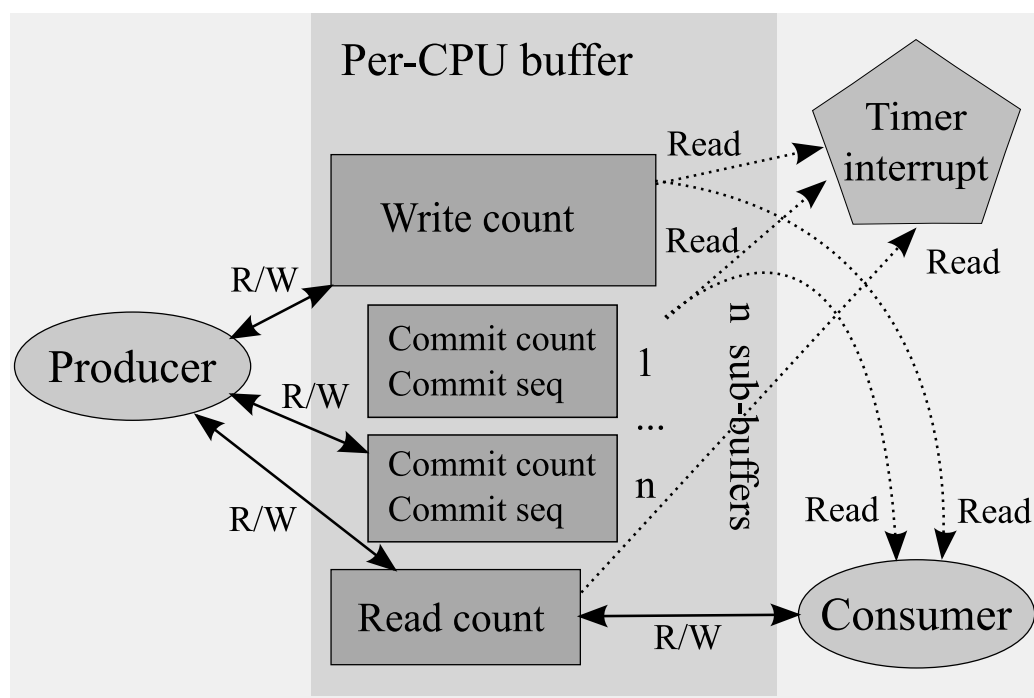 Per-CPU buffer
Timer
interrupt
Read
Write count
Read
Read
R/W
Producer
Commit count
Commit seq
1
R/W
...
n sub-buffers
Commit count
Commit seq
n
R/W
Read
Read
Read count
R/W
Consumer